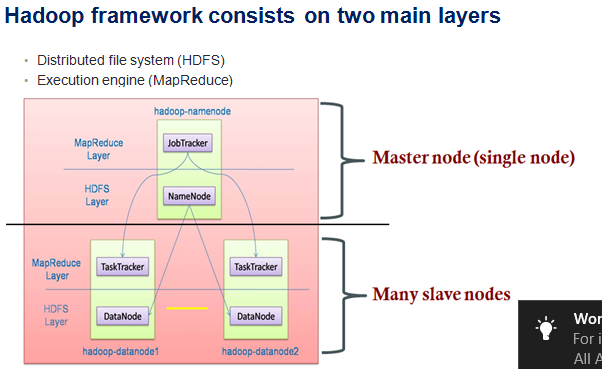 Hadoop framework consists on two main layers
• Distributed file system (HDFS)
• Execution engine (MapReduce)
hadoop-namenode
MapReduce
Layer
JobTracker
HDFS
Layer
NameNode
Master node (single node)
MapReduce
Layer
TaskTracker
TaskTracker
HDFS
Layer
DataNode
DataNode
hadoop-datanode1
hadoop-datanode2
Many slave nodes
For i
All A